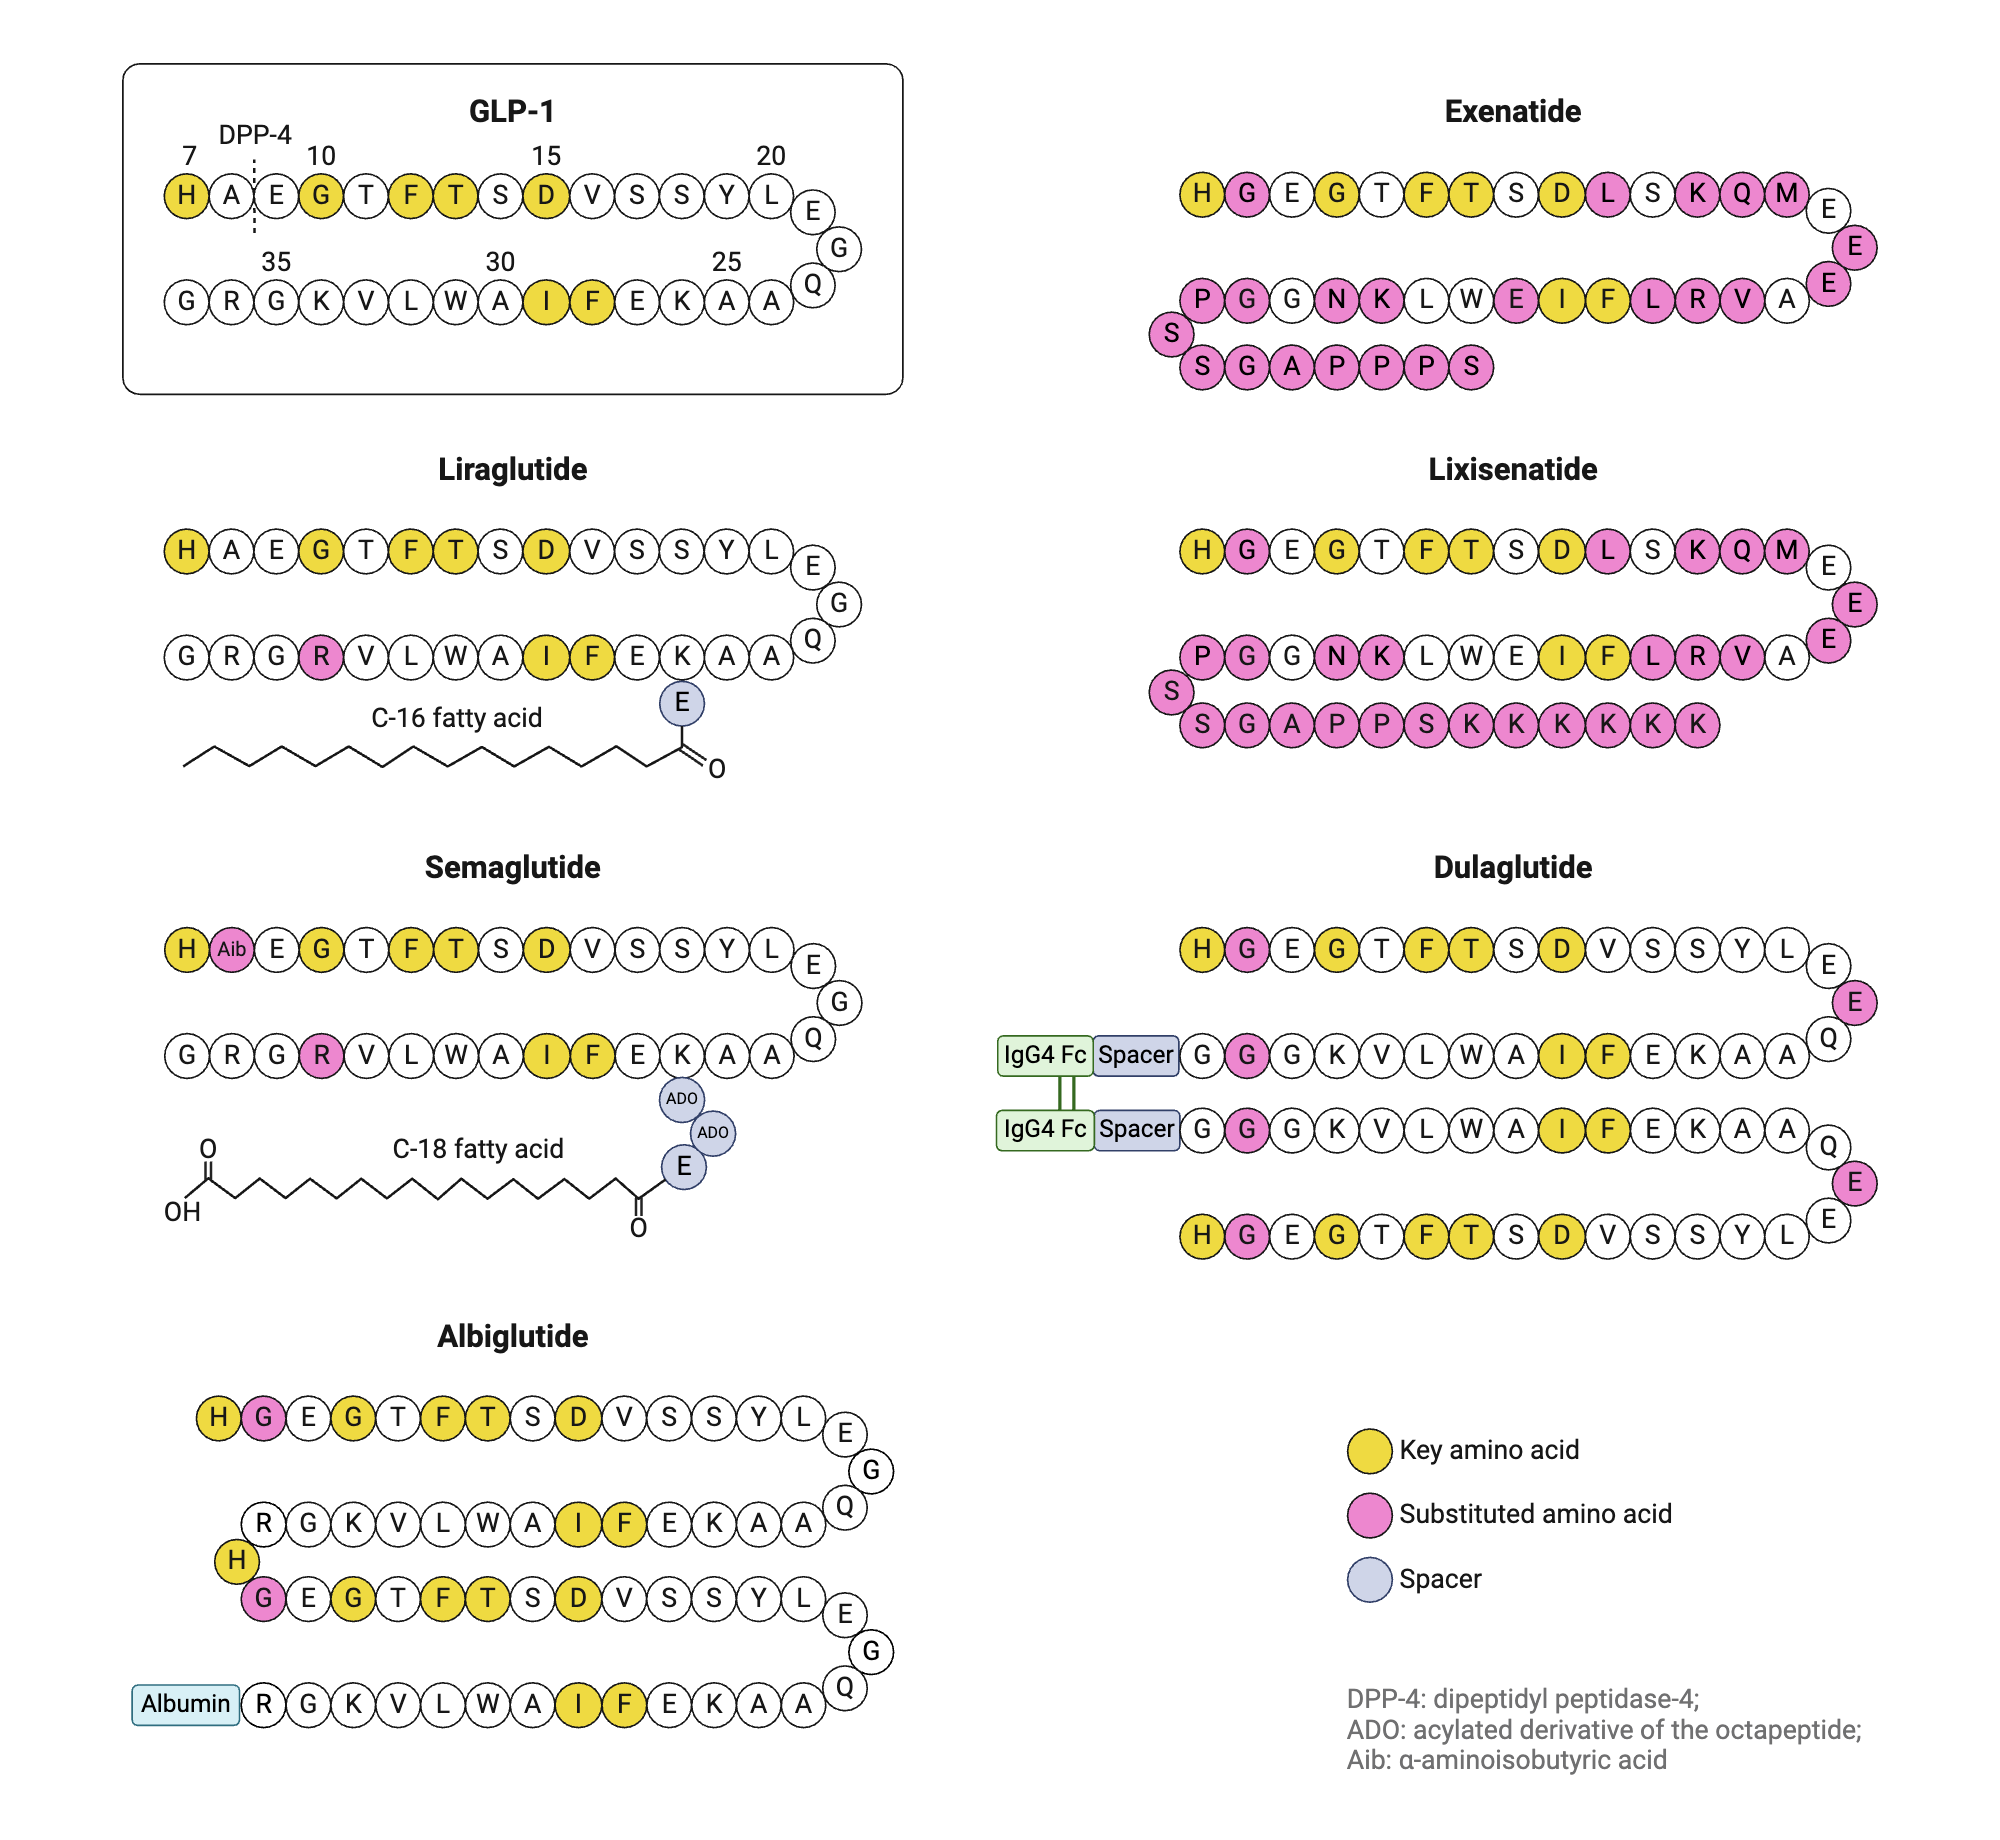 GLP-1
DPP-4
7 10 15 20
H A E G T F T S D V S S Y L
E
G
Q
35 30 25
G R G K V L W A I F E K A A
Exenatide
H G E G T F T S D L S K Q M
E
E
E
P G G N K L W E I F L R V A
S
S G A P P P S
Liraglutide
H A E G T F T S D V S S Y L
E
G
Q
G R G R V L W A I F E K A A
E
C-16 fatty acid
O
Lixisenatide
H G E G T F T S D L S K Q M
E
E
E
P G G N K L W E I F L R V A
S
S G A P P S K K K K K K
Semaglutide
H Aib E G T F T S D V S S Y L
E
G
Q
G R G R V L W A I F E K A A
ADO
ADO
E
C-18 fatty acid
O
OH
O
Dulaglutide
H G E G T F T S D V S S Y L
E
E
Q
IgG4 Fc Spacer G G G K V L W A I F E K A A
IgG4 Fc Spacer G G G K V L W A I F E K A A
Q
E
E
H G E G T F T S D V S S Y L
Albiglutide
H G E G T F T S D V S S Y L
E
G
Q
R G K V L W A I F E K A A
H
G E G T F T S D V S S Y L
E
G
Q
Albumin R G K V L W A I F E K A A
Key amino acid
Substituted amino acid
Spacer
DPP-4: dipeptidyl peptidase-4;
ADO: acylated derivative of the octapeptide;
Aib: α-aminoisobutyric acid